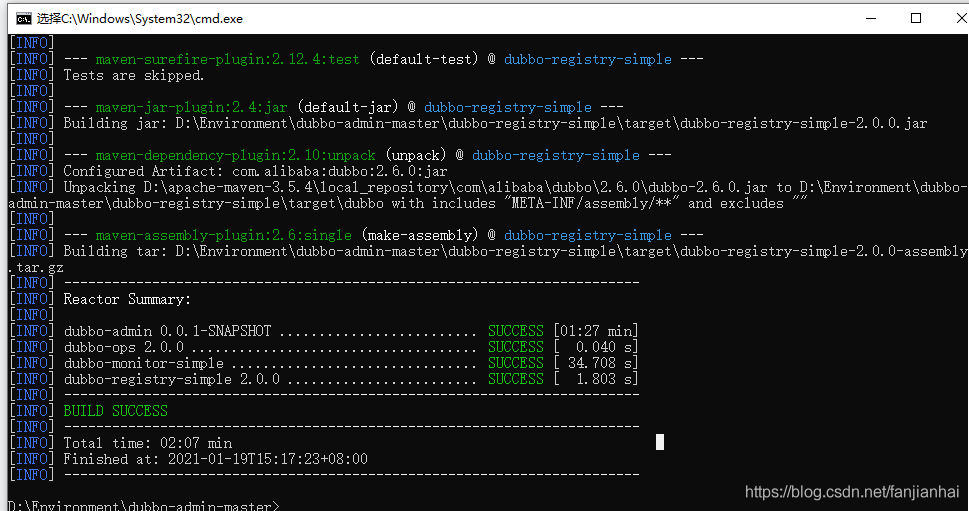 选择C:\Windows\System32\cmd.exe
[INFO]
[INFO] --- maven-surefire-plugin:2.12.4:test (default-test) @ dubbo-registry-simple ---
[INFO] Tests are skipped.
[INFO]
[INFO] --- maven-jar-plugin:2.4:jar (default-jar) @ dubbo-registry-simple ---
[INFO] Building jar: D:\Environment\dubbo-admin-master\dubbo-registry-simple\target\dubbo-registry-simple-2.0.0.jar
[INFO]
[INFO] --- maven-dependency-plugin:2.10:unpack (unpack) @ dubbo-registry-simple ---
[INFO] Configured Artifact: com.alibaba:dubbo:2.6.0:jar
[INFO] Unpacking D:\apache-maven-3.5.4\local_repository\com\alibaba\dubbo\2.6.0\dubbo-2.6.0.jar to D:\Environment\dubbo-
admin-master\dubbo-registry-simple\target\dubbo with includes "META-INF/assembly/**" and excludes ""
[INFO]
[INFO] --- maven-assembly-plugin:2.6:single (make-assembly) @ dubbo-registry-simple ---
[INFO] Building tar: D:\Environment\dubbo-admin-master\dubbo-registry-simple\target\dubbo-registry-simple-2.0.0-assembly
.tar.gz
[INFO] ------------------------------------------------------------------------
[INFO] Reactor Summary:
[INFO]
[INFO] dubbo-admin 0.0.1-SNAPSHOT ......................... SUCCESS [01:27 min]
[INFO] dubbo-ops 2.0.0 .................................... SUCCESS [  0.040 s]
[INFO] dubbo-monitor-simple ............................... SUCCESS [ 34.708 s]
[INFO] dubbo-registry-simple 2.0.0 ........................ SUCCESS [  1.803 s]
[INFO] ------------------------------------------------------------------------
[INFO] BUILD SUCCESS
[INFO] ------------------------------------------------------------------------
[INFO] Total time: 02:07 min
[INFO] Finished at: 2021-01-19T15:17:23+08:00
[INFO] ------------------------------------------------------------------------
D:\Environment\dubbo-admin-master>
https://blog.csdn.net/fanjianhai